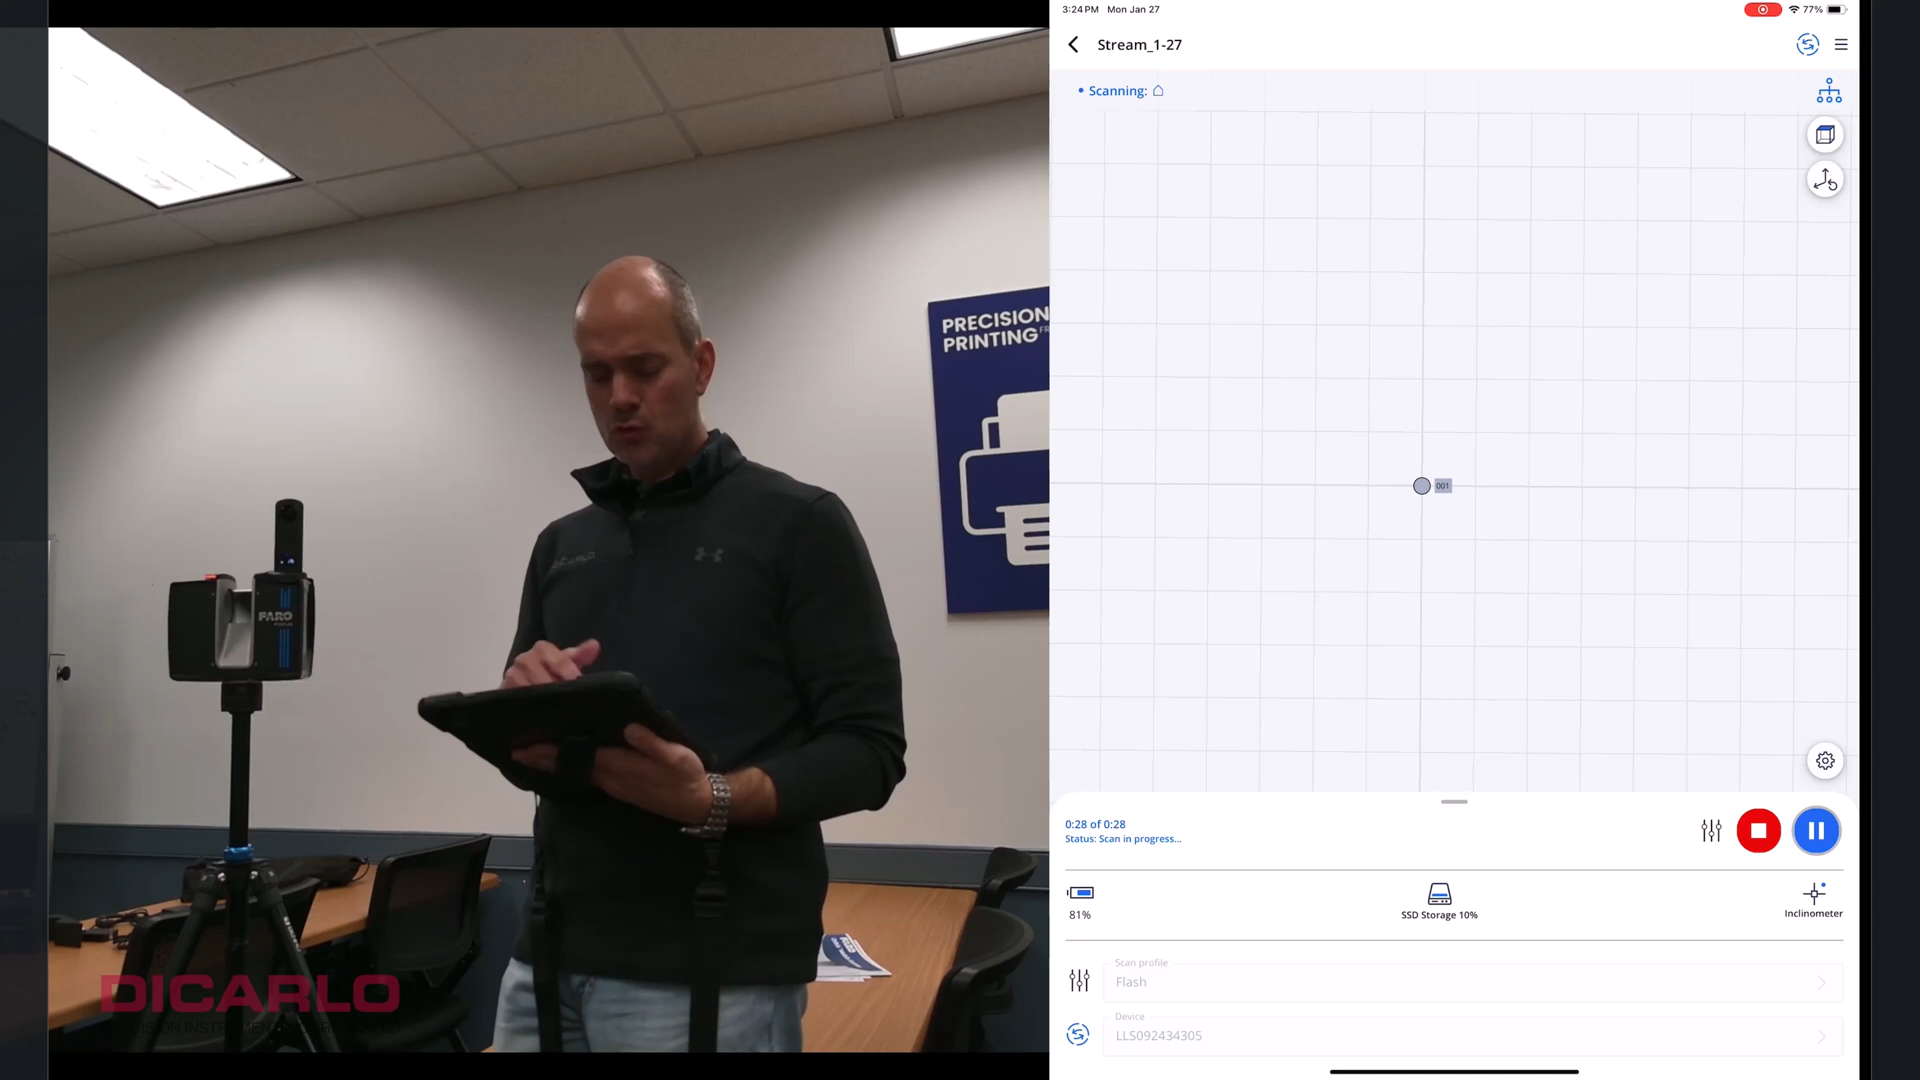 3:24 PM Mon Jan 27
77%
Stream_1-27
Scanning:
001
0:28 of 0:28
Status: Scan in progress...
81%
SSD Storage 10%
Inclinometer
Scan profile
Flash
Device
LLS092434305
PRECISION
PRINTING
FARO
DICARLO